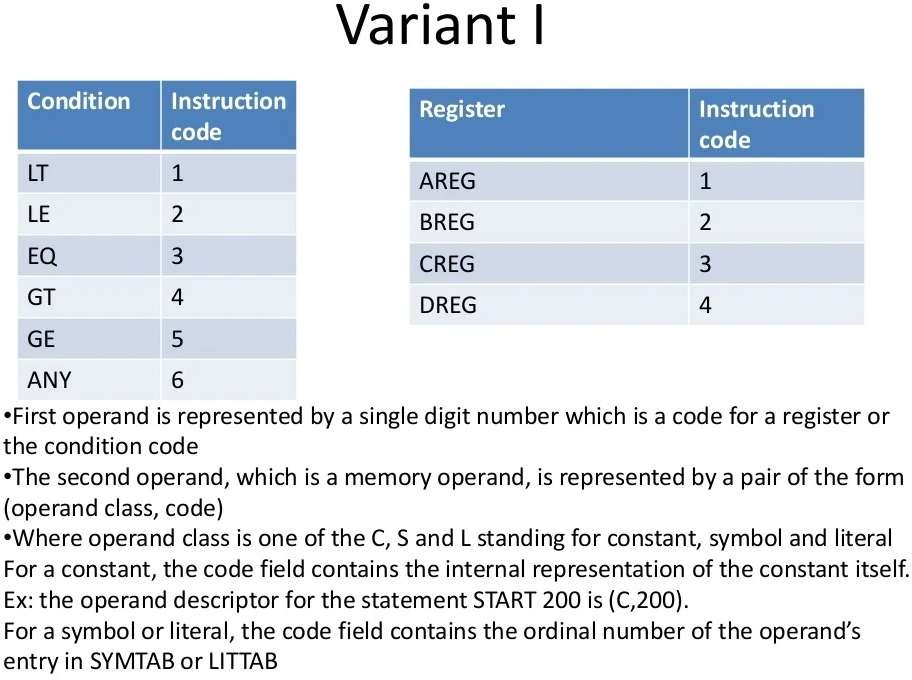 Variant I
Condition Instruction code
LT 1
LE 2
EQ 3
GT 4
GE 5
ANY 6
Register Instruction code
AREG 1
BREG 2
CREG 3
DREG 4
•First operand is represented by a single digit number which is a code for a register or
the condition code
•The second operand, which is a memory operand, is represented by a pair of the form
(operand class, code)
•Where operand class is one of the C, S and L standing for constant, symbol and literal
For a constant, the code field contains the internal representation of the constant itself.
Ex: the operand descriptor for the statement START 200 is (C,200).
For a symbol or literal, the code field contains the ordinal number of the operand’s
entry in SYMTAB or LITTAB